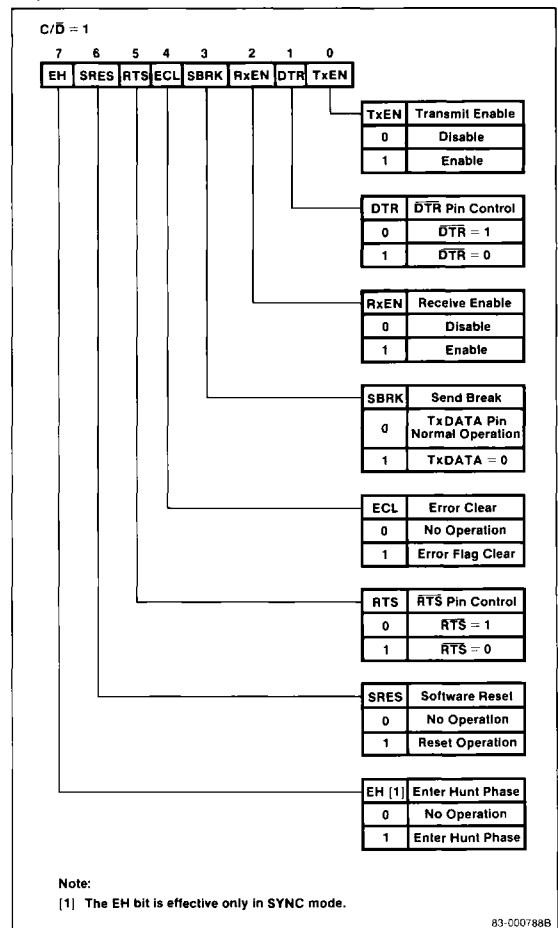 C/D̅ = 1
7 6 5 4 3 2 1 0
EH SRES RTS ECL SBRK RxEN DTR TxEN
TxEN Transmit Enable
0 Disable
1 Enable
DTR D̅T̅R̅ Pin Control
0 D̅T̅R̅ = 1
1 D̅T̅R̅ = 0
RxEN Receive Enable
0 Disable
1 Enable
SBRK Send Break
0 TxDATA Pin
Normal Operation
1 TxDATA = 0
ECL Error Clear
0 No Operation
1 Error Flag Clear
RTS R̅T̅S̅ Pin Control
0 R̅T̅S̅ = 1
1 R̅T̅S̅ = 0
SRES Software Reset
0 No Operation
1 Reset Operation
EH [1] Enter Hunt Phase
0 No Operation
1 Enter Hunt Phase
Note:
[1] The EH bit is effective only in SYNC mode.
83-000788B